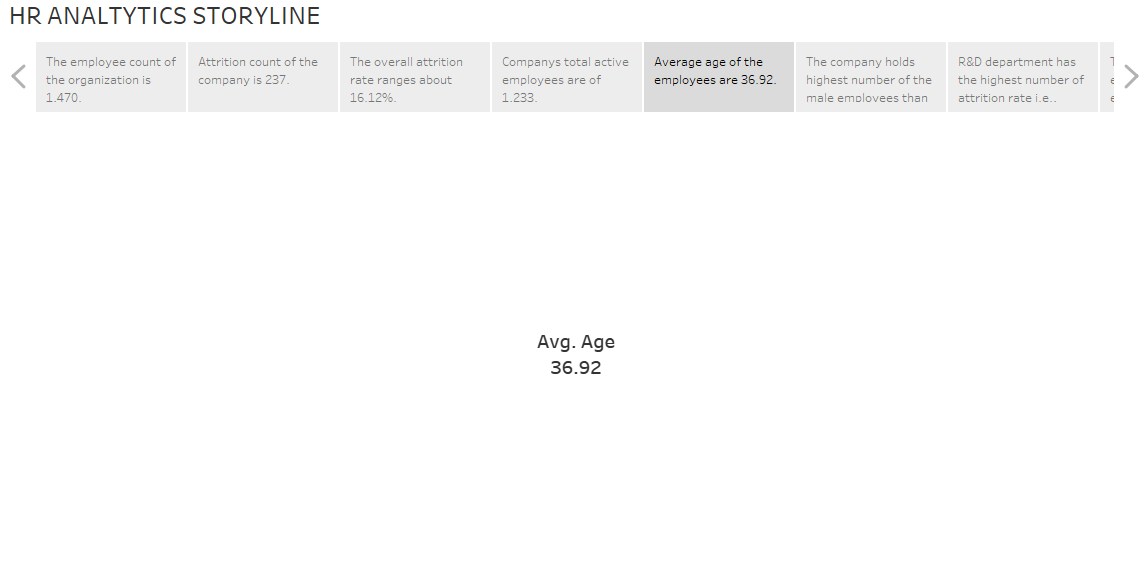 HR ANALTYTICS STORYLINE
The employee count of
the organization is
1.470.
Attrition count of the
company is 237.
The overall attrition
rate ranges about
16.12%.
Companys total active
employees are of
1.233.
Average age of the
employees are 36.92.
The company holds
highest number of the
male employees than
R&D department has
the highest number of
attrition rate i.e..
Avg. Age
36.92